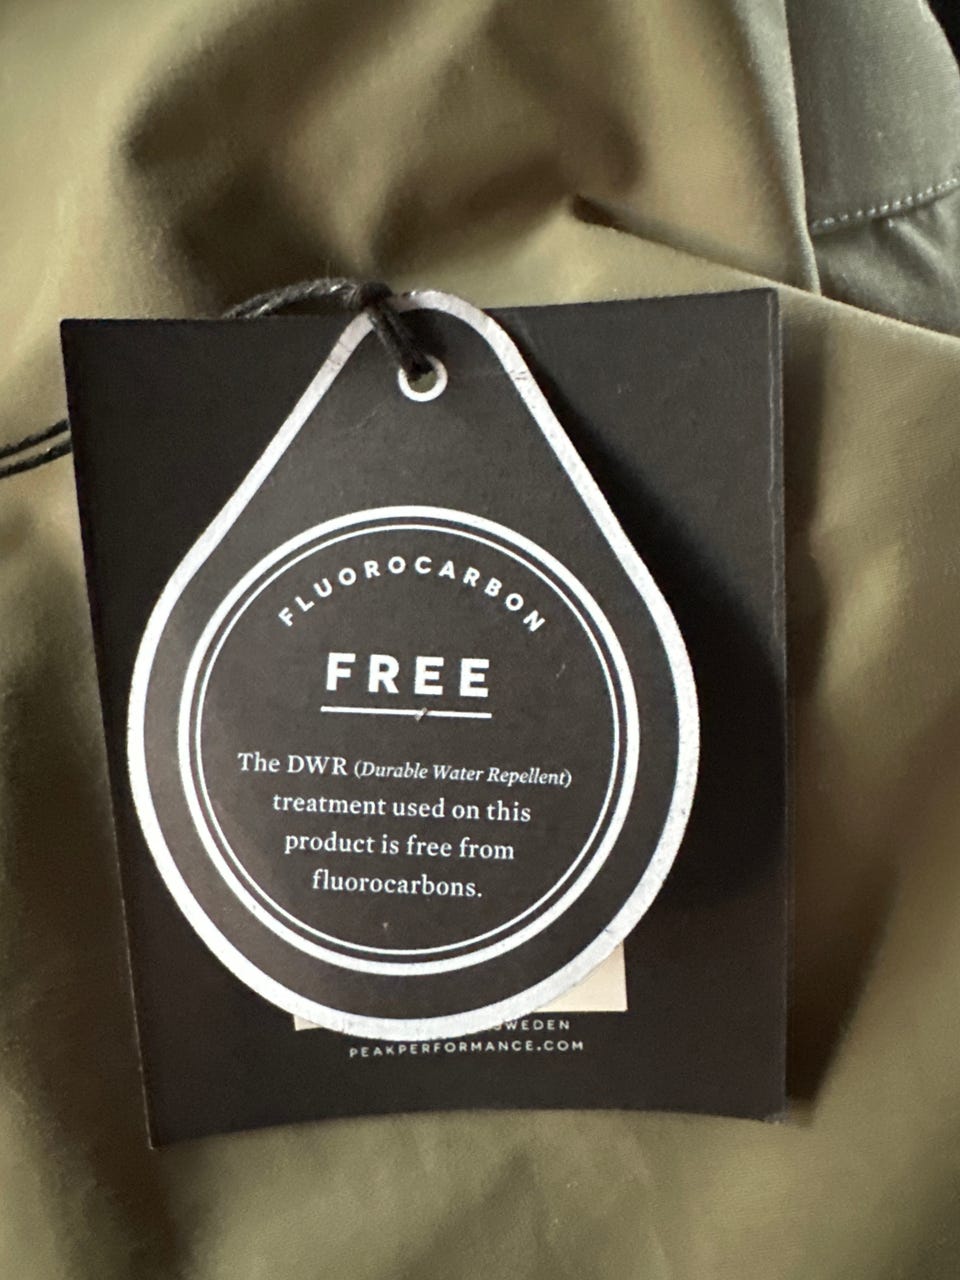 FLUOROCARBON
FREE
The DWR (Durable Water Repellent)
treatment used on this
product is free from
fluorocarbons.
SWEDEN
PEAKPERFORMANCE.COM